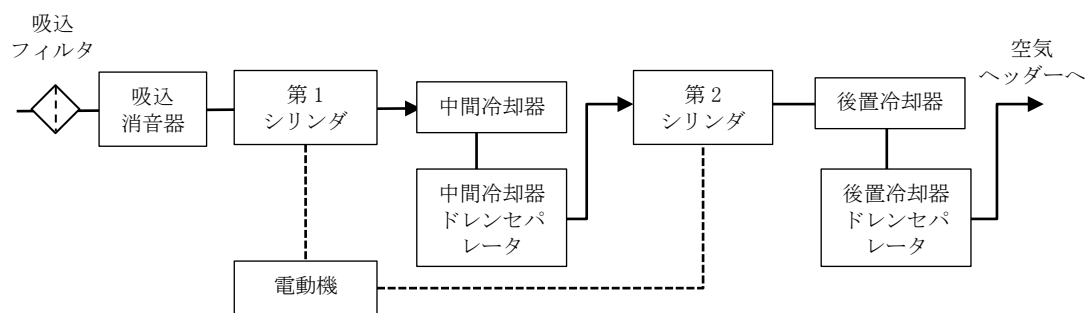 吸込
フィルタ
吸込
消音器
第1
シリンダ
中間冷却器
中間冷却器
ドレンセパ
レータ
電動機
第2
シリンダ
後置冷却器
後置冷却器
ドレンセパ
レータ
空気
ヘッダーへ